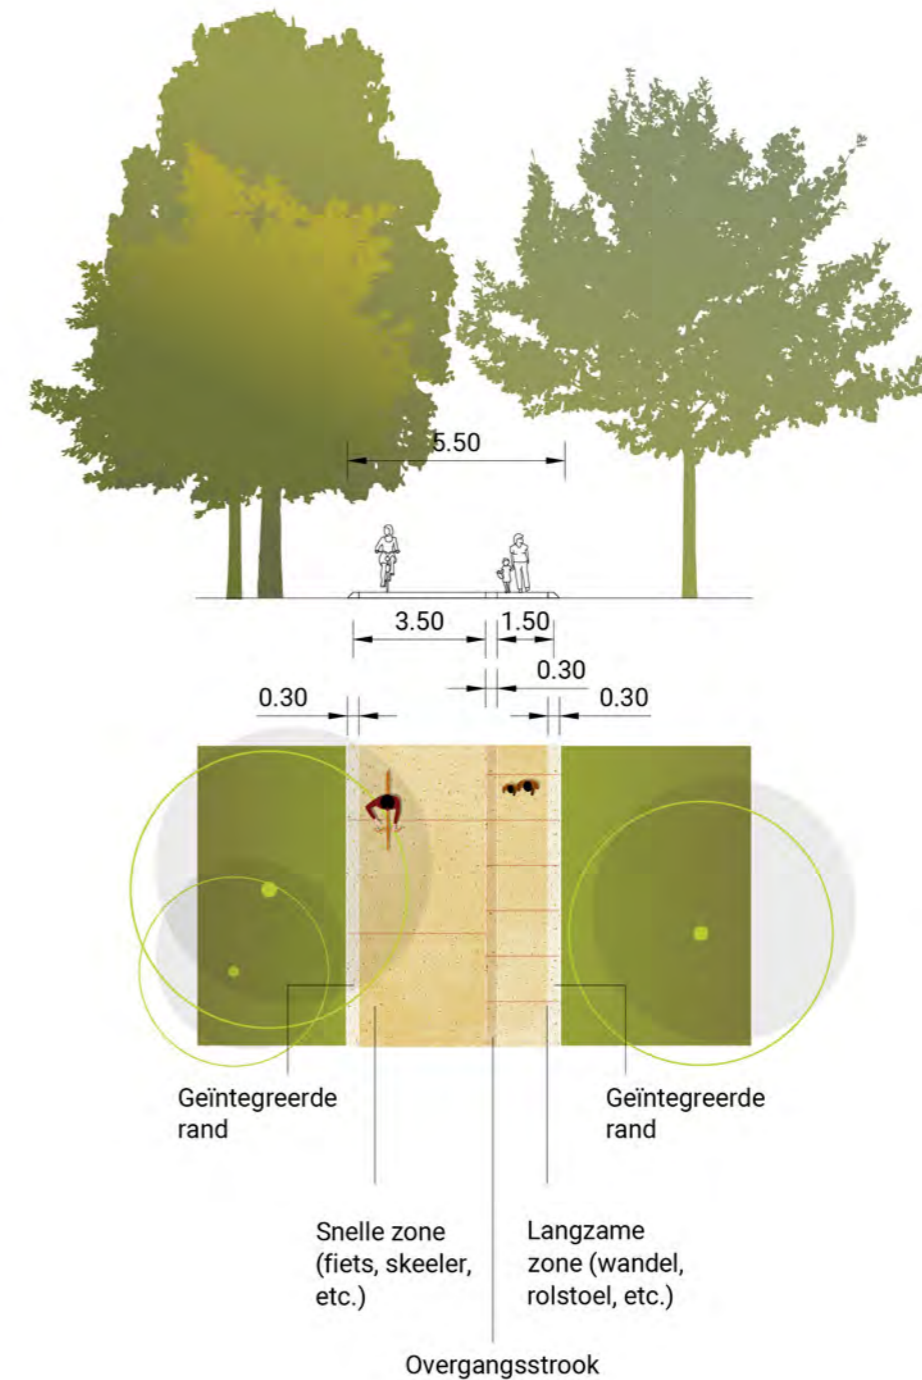 5.50
3.50
1.50
0.30
0.30
0.30
Geïntegreerde
rand
Geïntegreerde
rand
Snelle zone
(fiets, skeeler,
etc.)
Langzame
zone (wandel,
rolstoel, etc.)
Overgangsstrook